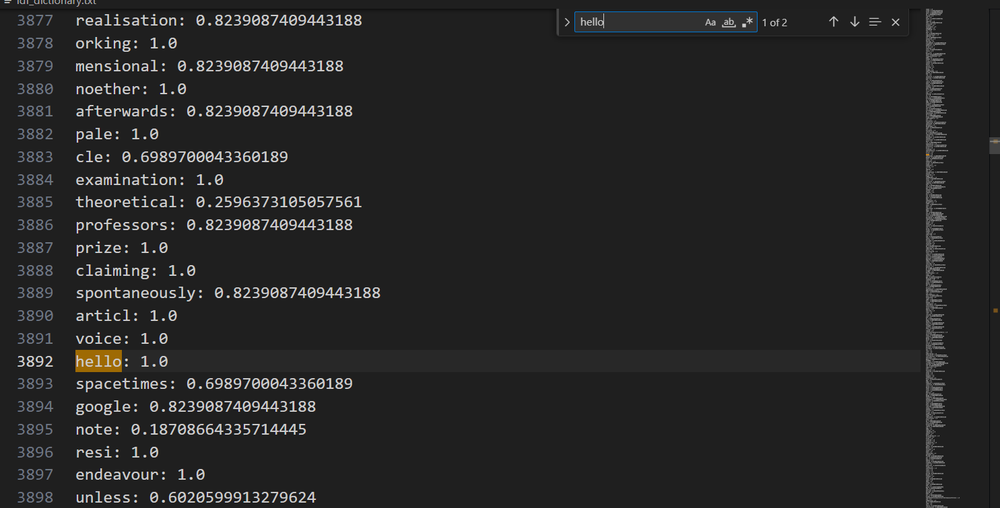 idf_dictionary.txt
hello Aa ab .* 1 of 2
3877 realisation: 0.8239087409443188
3878 orking: 1.0
3879 mensional: 0.8239087409443188
3880 noether: 1.0
3881 afterwards: 0.8239087409443188
3882 pale: 1.0
3883 cle: 0.6989700043360189
3884 examination: 1.0
3885 theoretical: 0.2596373105057561
3886 professors: 0.8239087409443188
3887 prize: 1.0
3888 claiming: 1.0
3889 spontaneously: 0.8239087409443188
3890 articl: 1.0
3891 voice: 1.0
3892 hello: 1.0
3893 spacetimes: 0.6989700043360189
3894 google: 0.8239087409443188
3895 note: 0.18708664335714445
3896 resi: 1.0
3897 endeavour: 1.0
3898 unless: 0.6020599913279624